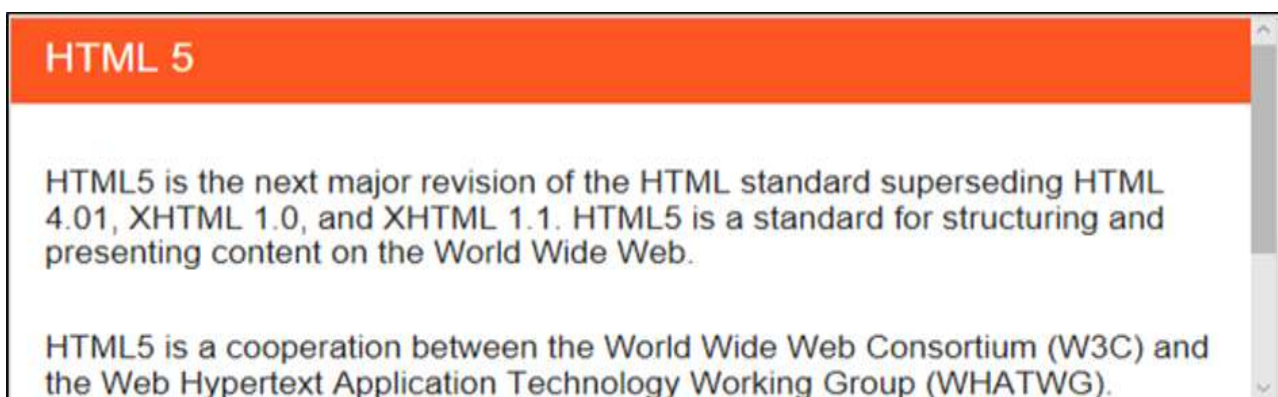 HTML 5
HTML5 is the next major revision of the HTML standard superseding HTML
4.01, XHTML 1.0, and XHTML 1.1. HTML5 is a standard for structuring and
presenting content on the World Wide Web.
HTML5 is a cooperation between the World Wide Web Consortium (W3C) and
the Web Hypertext Application Technology Working Group (WHATWG).